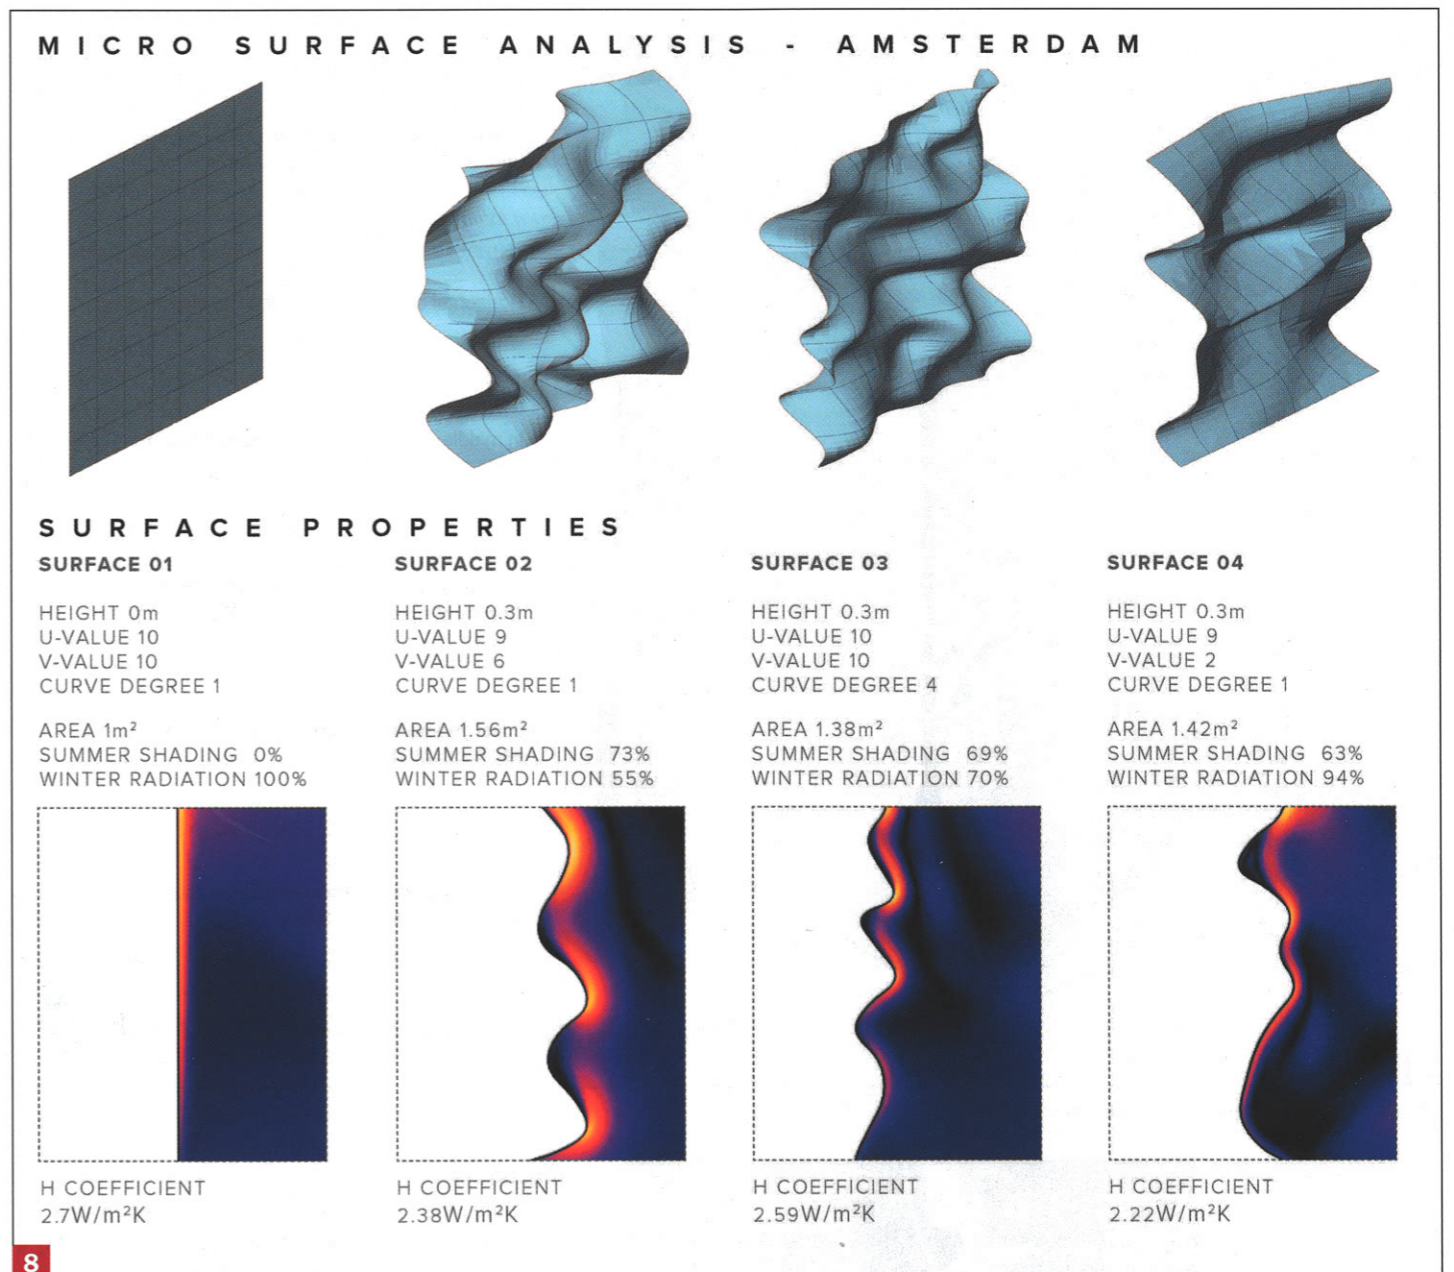 MICRO SURFACE ANALYSIS - AMSTERDAM
SURFACE PROPERTIES
SURFACE 01
HEIGHT 0m
U-VALUE 10
V-VALUE 10
CURVE DEGREE 1
AREA 1m²
SUMMER SHADING 0%
WINTER RADIATION 100%
H COEFFICIENT
2.7W/m²K
SURFACE 02
HEIGHT 0.3m
U-VALUE 9
V-VALUE 6
CURVE DEGREE 1
AREA 1.56m²
SUMMER SHADING 73%
WINTER RADIATION 55%
H COEFFICIENT
2.38W/m²K
SURFACE 03
HEIGHT 0.3m
U-VALUE 10
V-VALUE 10
CURVE DEGREE 4
AREA 1.38m²
SUMMER SHADING 69%
WINTER RADIATION 70%
H COEFFICIENT
2.59W/m²K
SURFACE 04
HEIGHT 0.3m
U-VALUE 9
V-VALUE 2
CURVE DEGREE 1
AREA 1.42m²
SUMMER SHADING 63%
WINTER RADIATION 94%
H COEFFICIENT
2.22W/m²K
8